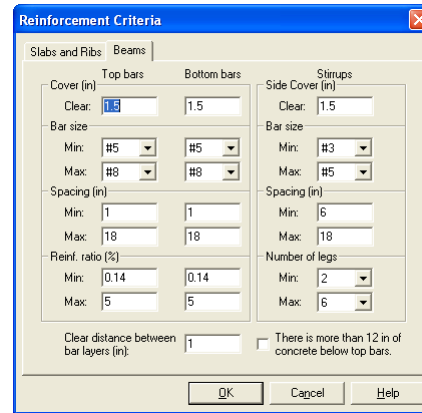 Reinforcement Criteria
Slabs and Ribs Beams
Top bars Bottom bars Stirrups
Cover (in) Side Cover (in)
Clear: 1.5 1.5 Clear: 1.5
Bar size Bar size
Min: #5 #5 Min: #3
Max: #8 #8 Max: #5
Spacing (in) Spacing (in)
Min: 1 1 Min: 6
Max: 18 18 Max: 18
Reinf. ratio (%) Number of legs
Min: 0.14 0.14 Min: 2
Max: 5 5 Max: 6
Clear distance between There is more than 12 in of
bar layers (in): 1 concrete below top bars.
OK Cancel Help